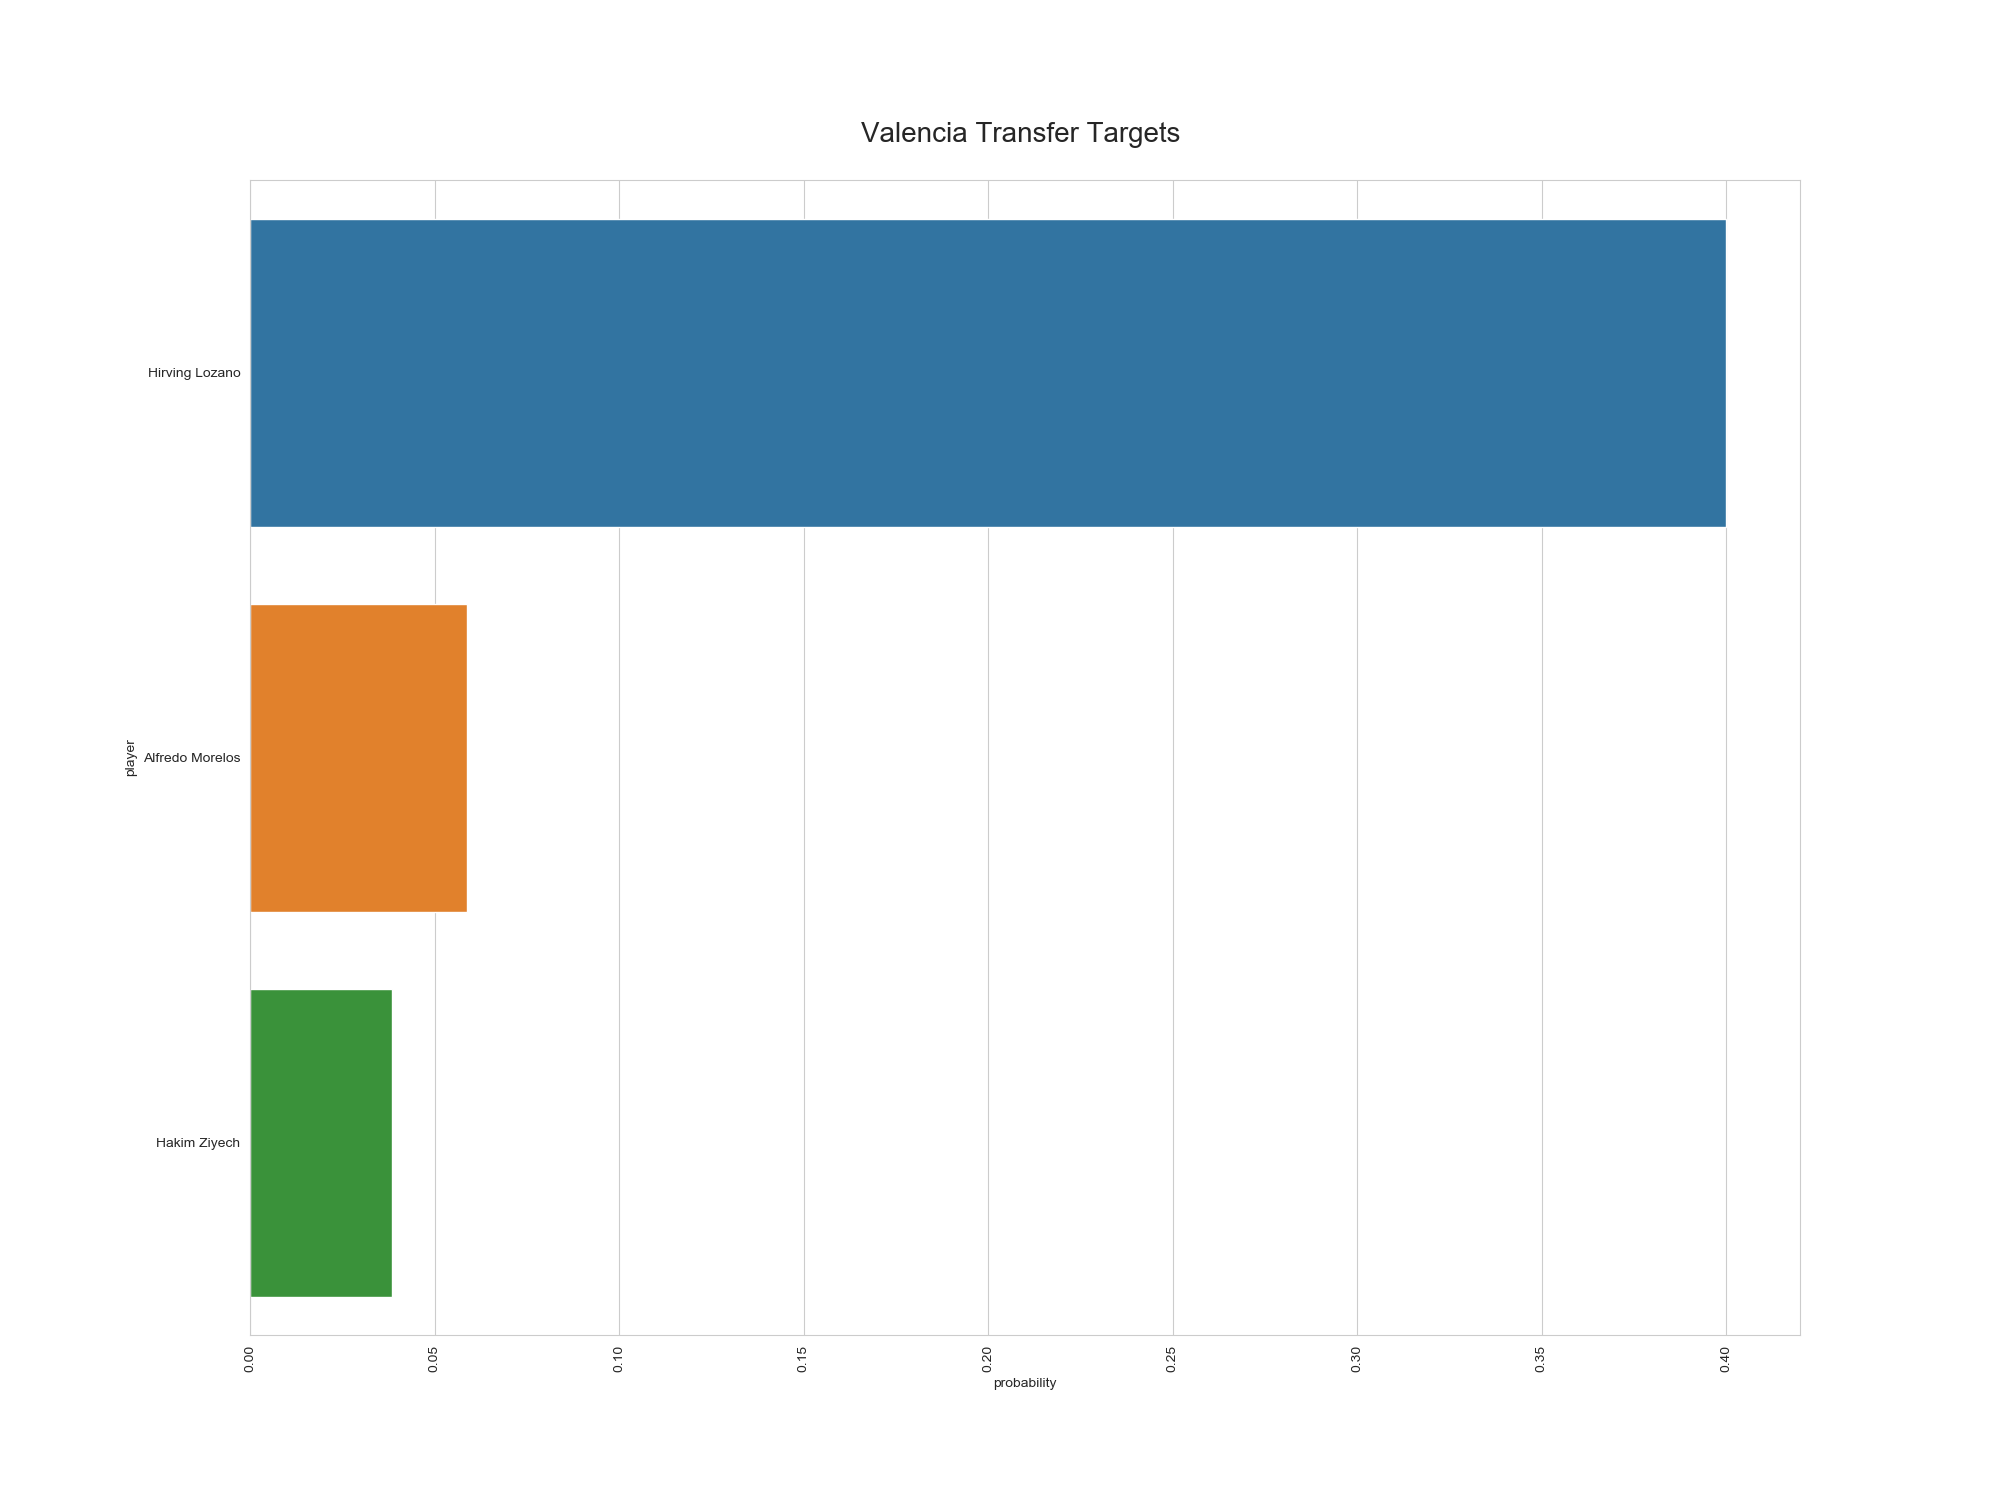 Valencia Transfer Targets
Hirving Lozano
Alfredo Morelos
Hakim Ziyech
player
0.00
0.05
0.10
0.15
0.20
0.25
0.30
0.35
0.40
probability